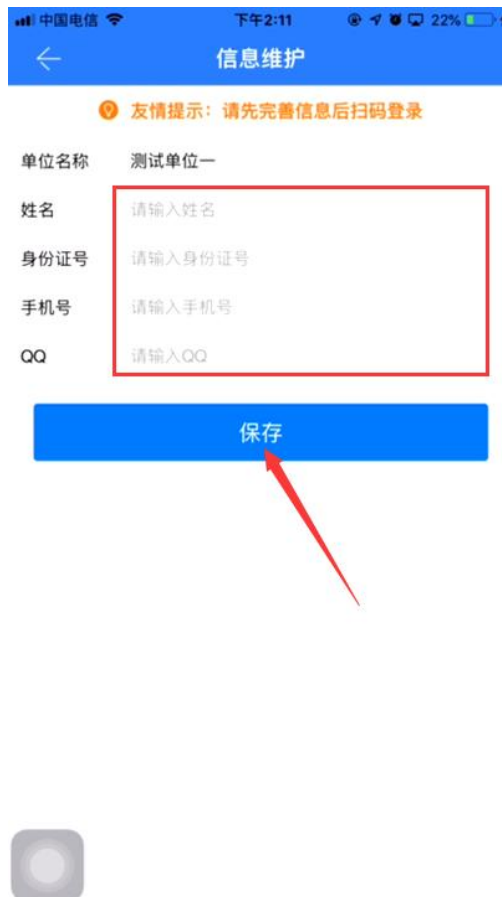 中国电信 下午2:11 22%
信息维护
友情提示：请先完善信息后扫码登录
单位名称 测试单位一
姓名 请输入姓名
身份证号 请输入身份证号
手机号 请输入手机号
QQ 请输入QQ
保存